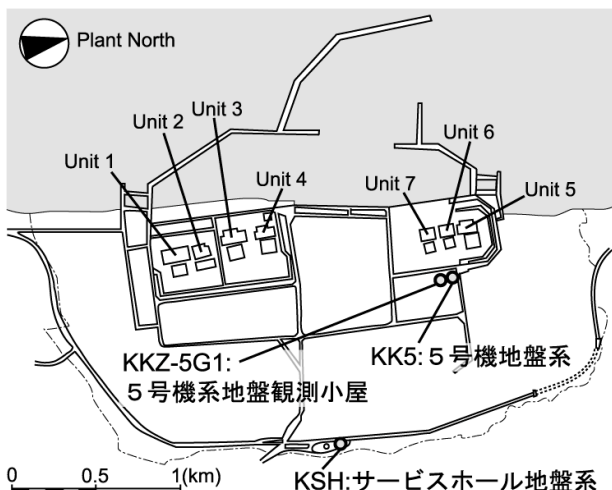 Plant North
Unit 3
Unit 2
Unit 6
Unit 1
Unit 4
Unit 7
Unit 5
KKZ-5G1:
５号機系地盤観測小屋
KK5:５号機地盤系
0 0.5 1(km)
KSH:サービスホール地盤系